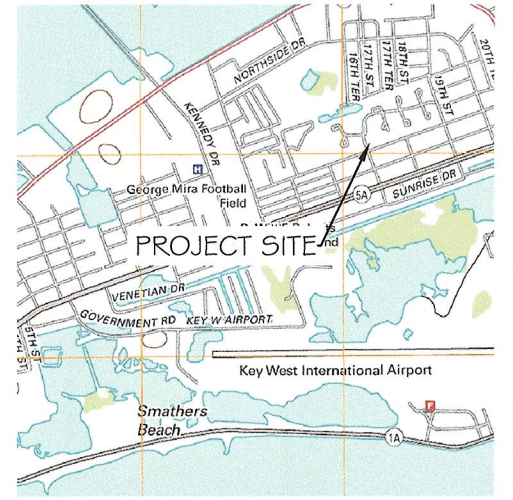 NORTHSIDE DR
16TH TER
17TH ST
17TH TER
18TH ST
19TH ST
KENNEDY DR
H
George Mira Football
Field
5A
SUNRISE DR
PROJECT SITE
VENETIAN DR
GOVERNMENT RD
KEY W AIRPORT
5TH ST
Key West International Airport
Smathers
Beach
F
1A